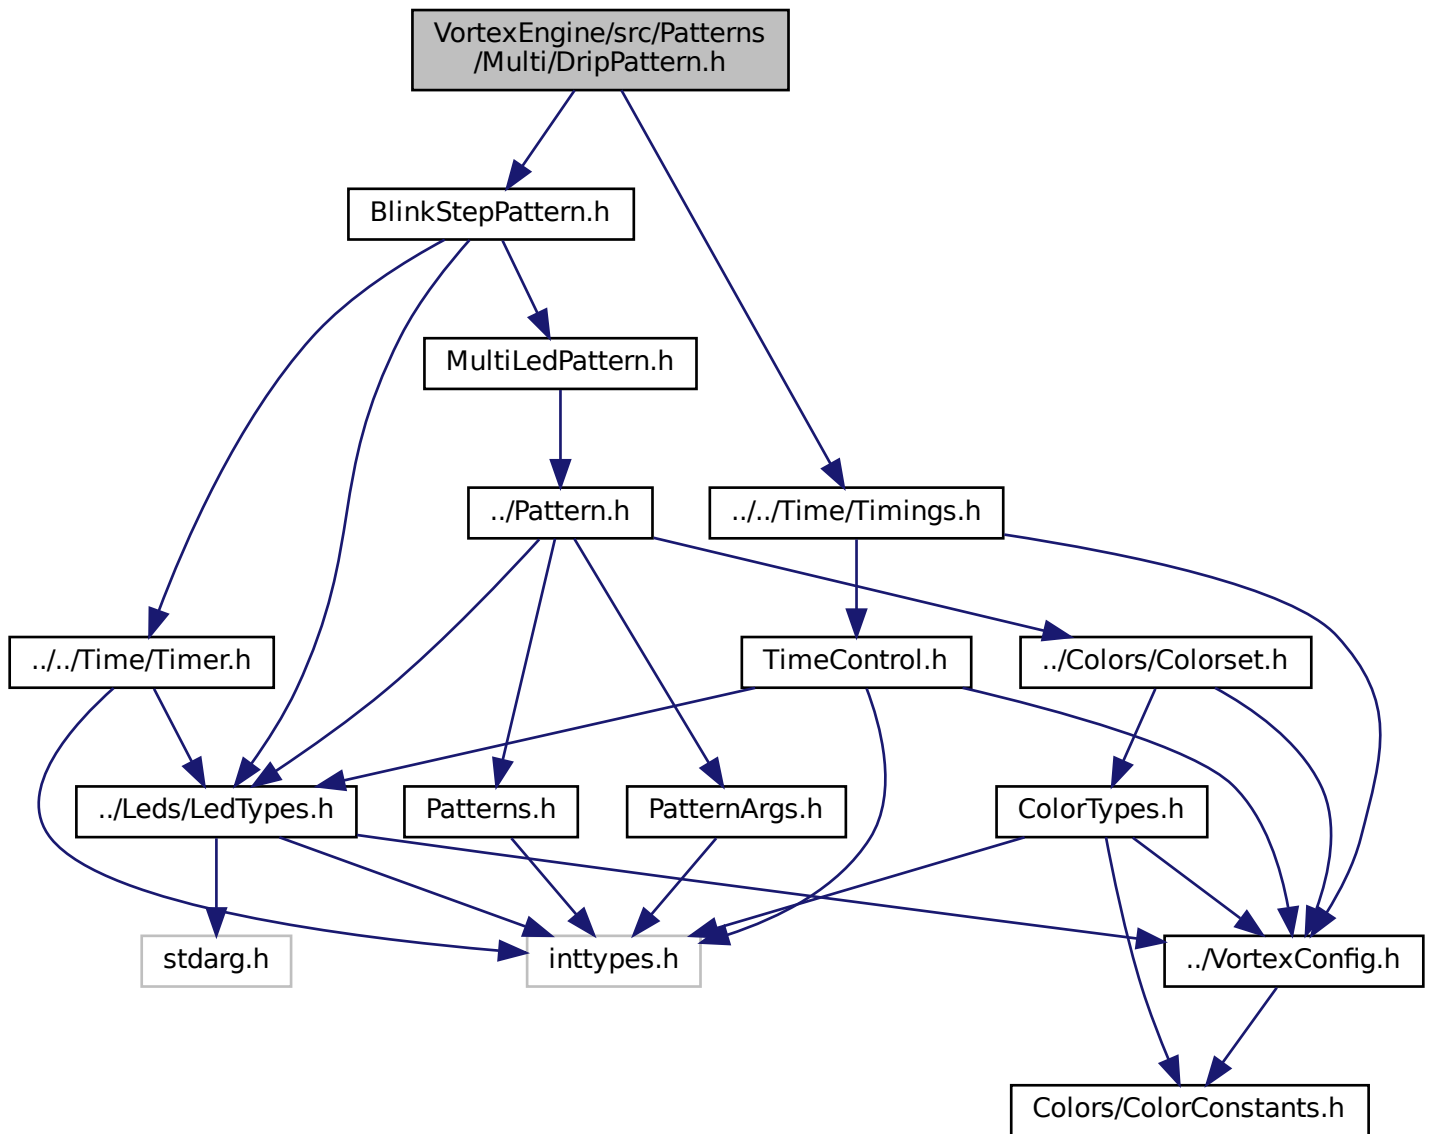 VortexEngine/src/Patterns
/Multi/DripPattern.h
BlinkStepPattern.h
MultiLedPattern.h
../Pattern.h
../../Time/Timings.h
../../Time/Timer.h
TimeControl.h
../Colors/Colorset.h
../Leds/LedTypes.h
Patterns.h
PatternArgs.h
ColorTypes.h
stdarg.h
inttypes.h
../VortexConfig.h
Colors/ColorConstants.h